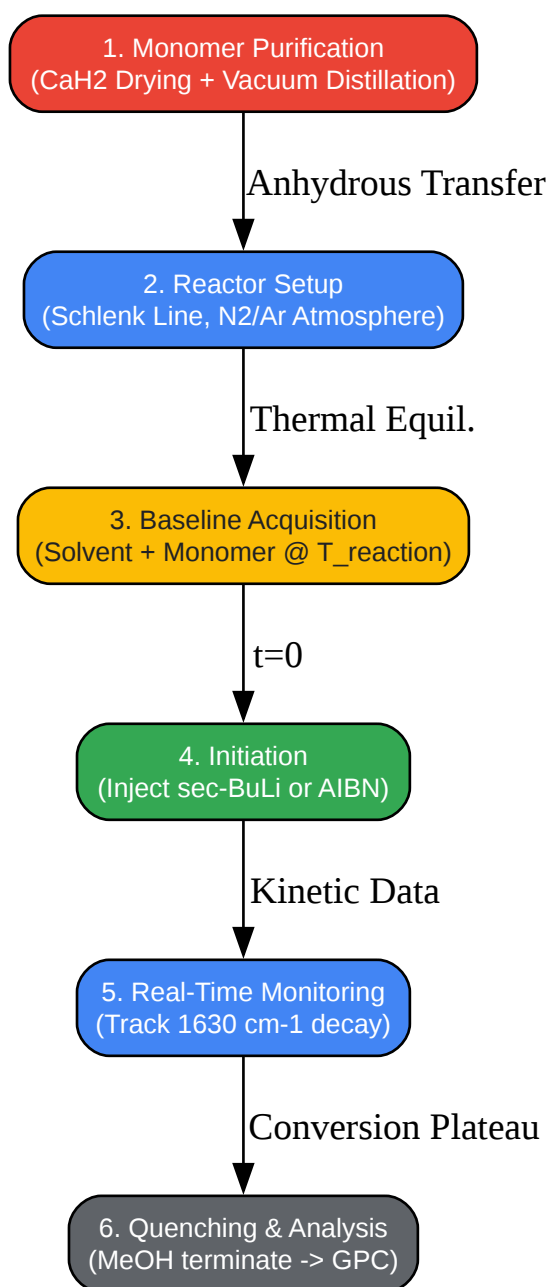 1. Monomer Purification
(CaH2 Drying + Vacuum Distillation)
Anhydrous Transfer
2. Reactor Setup
(Schlenk Line, N2/Ar Atmosphere)
Thermal Equil.
3. Baseline Acquisition
(Solvent + Monomer @ T_reaction)
t=0
4. Initiation
(Inject sec-BuLi or AIBN)
Kinetic Data
5. Real-Time Monitoring
(Track 1630 cm-1 decay)
Conversion Plateau
6. Quenching & Analysis
(MeOH terminate -> GPC)